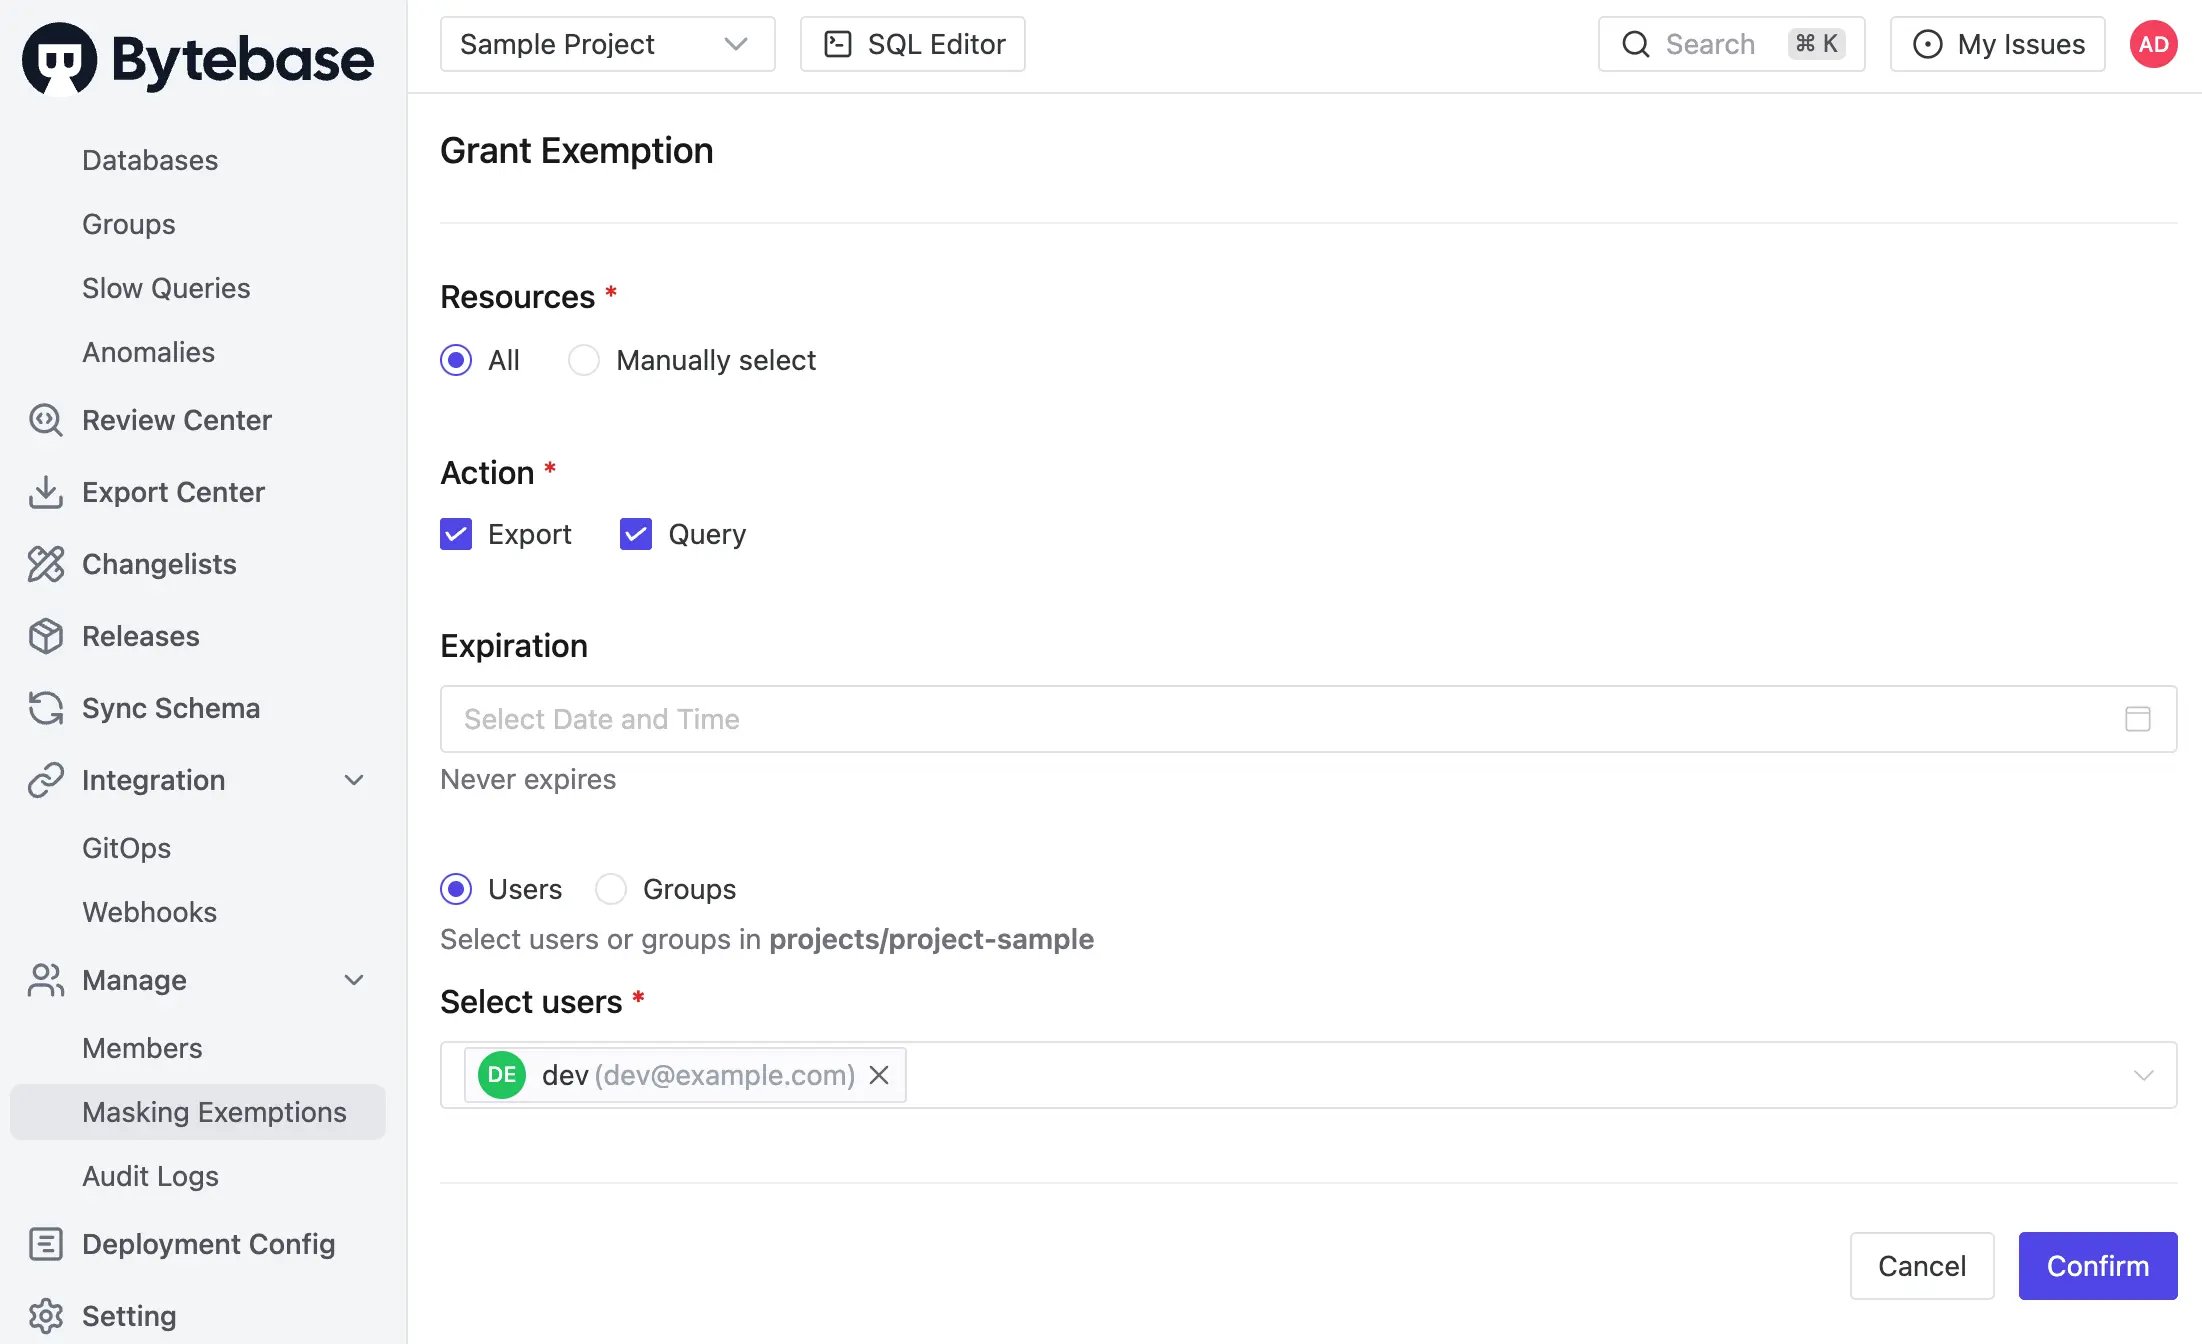 Bytebase
Databases
Groups
Slow Queries
Anomalies
Review Center
Export Center
Changelists
Releases
Sync Schema
Integration
GitOps
Webhooks
Manage
Members
Masking Exemptions
Audit Logs
Deployment Config
Setting
Sample Project
SQL Editor
Search ⌘ K
My Issues
AD
Grant Exemption
Resources *
All Manually select
Action *
Export Query
Expiration
Select Date and Time
Never expires
Users Groups
Select users or groups in projects/project-sample
Select users *
DE dev (dev@example.com)
Cancel Confirm